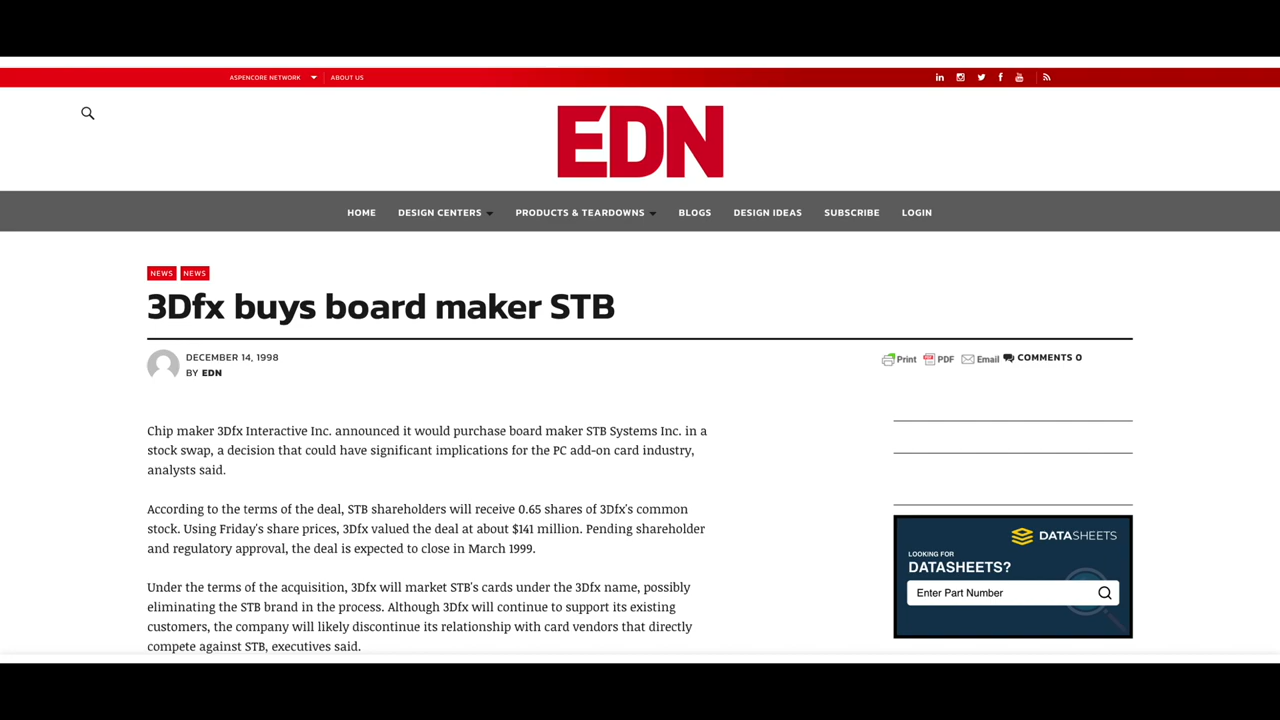 ASPENCORE NETWORK
ABOUT US
EDN
HOME
DESIGN CENTERS
PRODUCTS & TEARDOWNS
BLOGS
DESIGN IDEAS
SUBSCRIBE
LOGIN
NEWS NEWS
3Dfx buys board maker STB
DECEMBER 14, 1998
BY EDN
Print PDF Email COMMENTS 0
Chip maker 3Dfx Interactive Inc. announced it would purchase board maker STB Systems Inc. in a
stock swap, a decision that could have significant implications for the PC add-on card industry,
analysts said.
According to the terms of the deal, STB shareholders will receive 0.65 shares of 3Dfx's common
stock. Using Friday's share prices, 3Dfx valued the deal at about $141 million. Pending shareholder
and regulatory approval, the deal is expected to close in March 1999.
Under the terms of the acquisition, 3Dfx will market STB's cards under the 3Dfx name, possibly
eliminating the STB brand in the process. Although 3Dfx will continue to support its existing
customers, the company will likely discontinue its relationship with card vendors that directly
compete against STB, executives said.
DATASHEETS
LOOKING FOR
DATASHEETS?
Enter Part Number